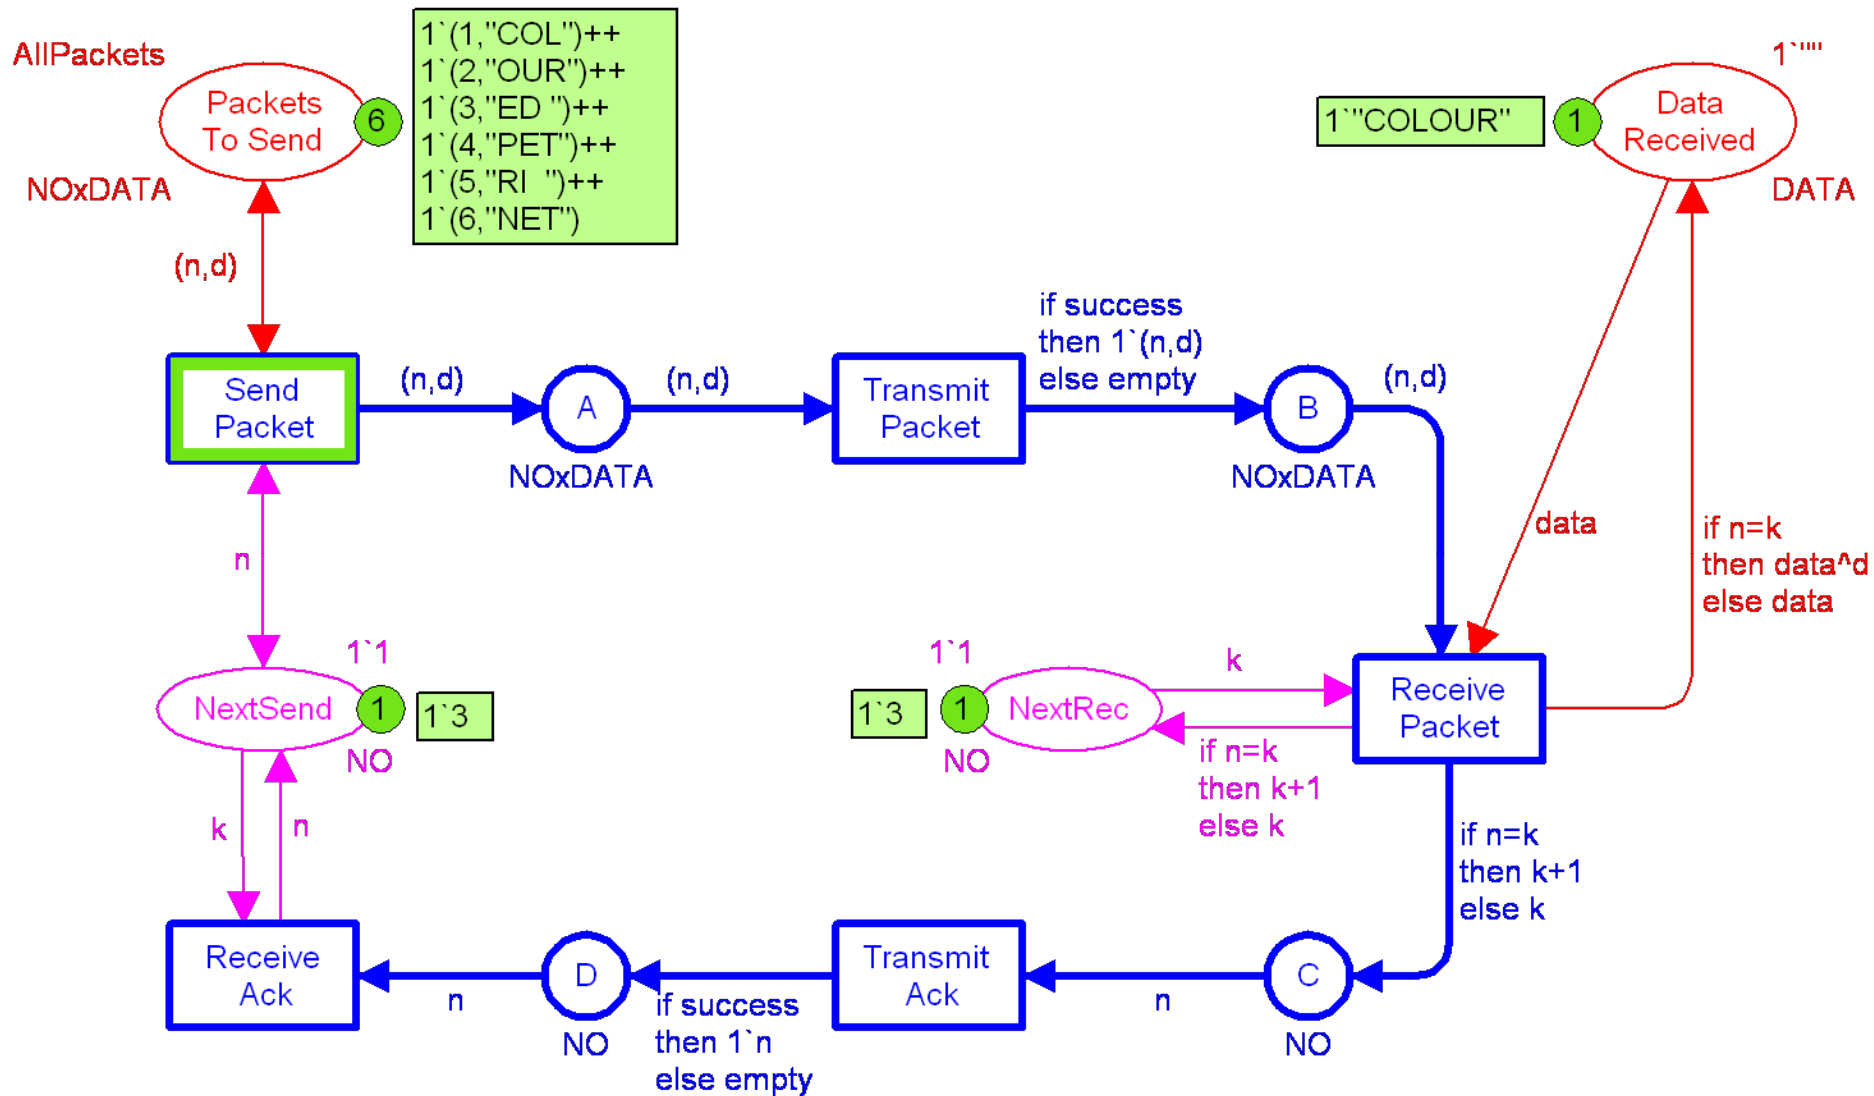 AllPackets
Packets
To Send
6
1`(1,"COL")++
1`(2,"OUR")++
1`(3,"ED ")++
1`(4,"PET")++
1`(5,"RI  ")++
1`(6,"NET")
NOxDATA
1`""
1`"COLOUR"
1
Data
Received
DATA
(n,d)
Send
Packet
(n,d)
A
NOxDATA
(n,d)
Transmit
Packet
if success
then 1`(n,d)
else empty
B
NOxDATA
(n,d)
data
if n=k
then data^d
else data
n
1`1
NextSend
1
1`3
NO
1`1
1`3
1
NextRec
NO
k
if n=k
then k+1
else k
Receive
Packet
k
n
if n=k
then k+1
else k
Receive
Ack
n
D
NO
if success
then 1`n
else empty
Transmit
Ack
n
C
NO